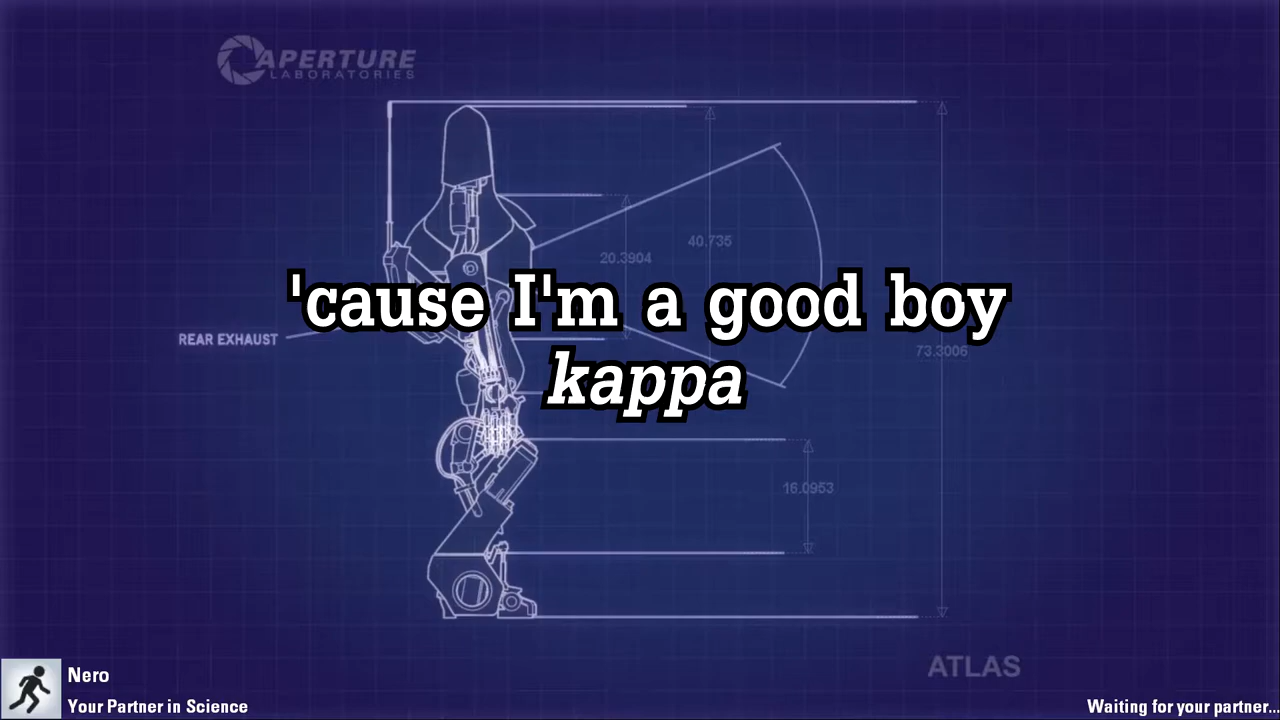 APERTURE
LABORATORIES
40.735
20.3904
'cause I'm a good boy
REAR EXHAUST
73.3006
kappa
16.0953
ATLAS
Nero
Your Partner in Science
Waiting for your partner...